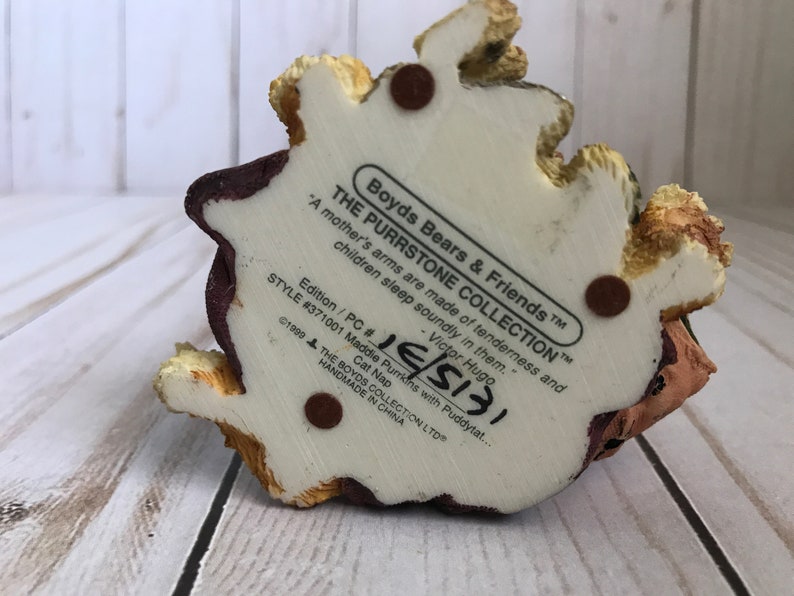 Boyds Bears & Friends™
THE PURRSTONE COLLECTION™
"A mother's arms are made of tenderness and
children sleep soundly in them."
- Victor Hugo
Edition / PC # 1E/5131
STYLE #371001 Maddie Purrkins with Puddytat...
Cat Nap
©1999 THE BOYDS COLLECTION LTD®
HANDMADE IN CHINA